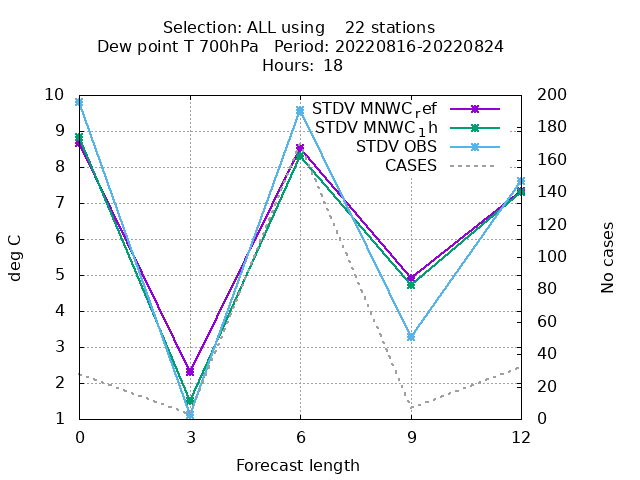 Selection: ALL using    22 stations
Dew point T 700hPa   Period: 20220816-20220824
Hours: 18
STDV MNWC_ref
STDV MNWC_1h
STDV OBS
CASES
10
9
8
7
6
5
4
3
2
1
deg C
200
180
160
140
120
100
80
60
40
20
0
No cases
0 3 6 9 12
Forecast length